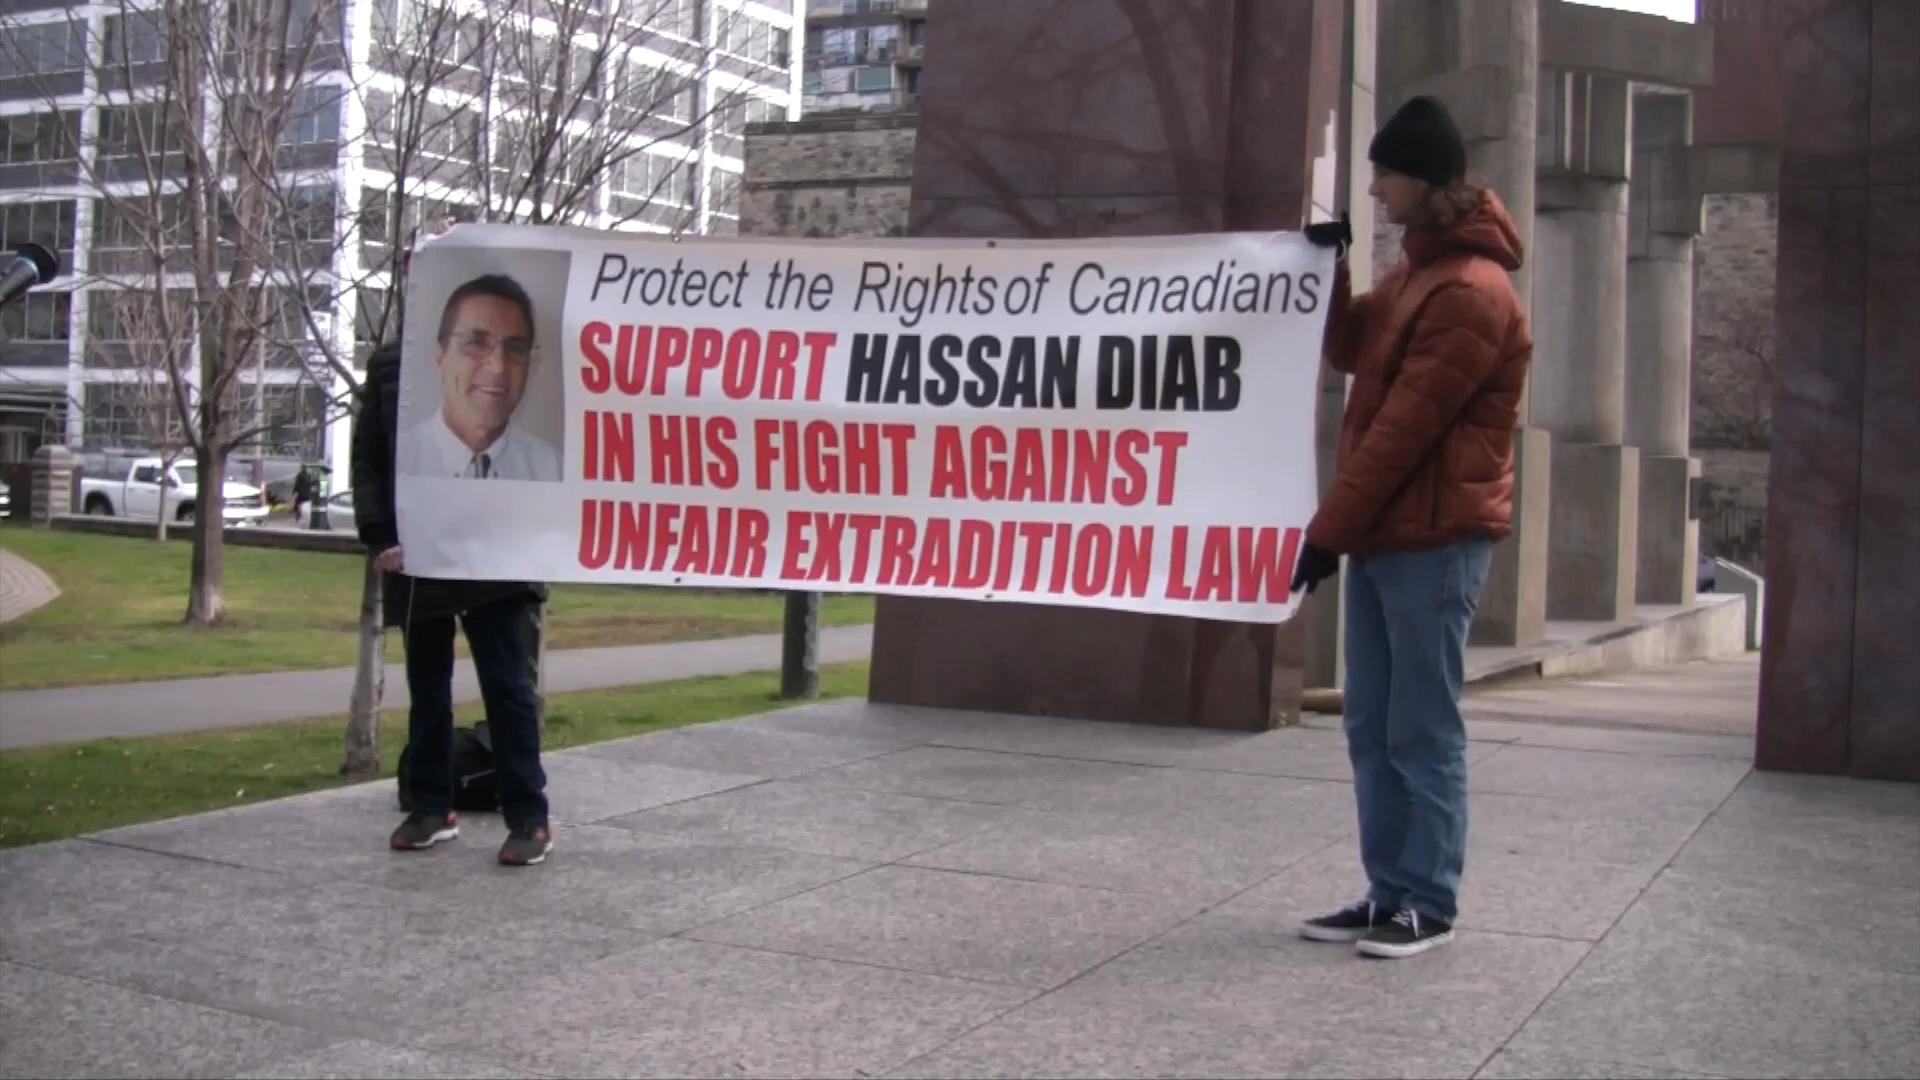 Protect the Rights of Canadians
SUPPORT HASSAN DIAB
IN HIS FIGHT AGAINST
UNFAIR EXTRADITION LAW